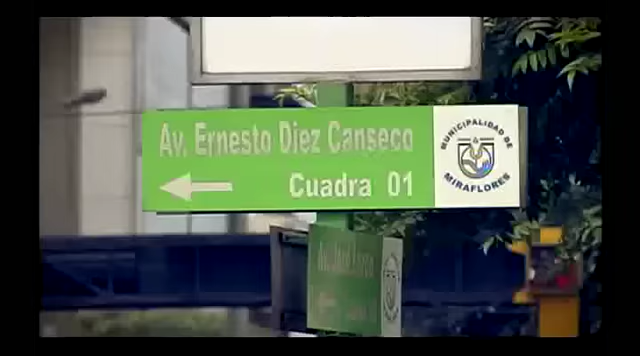 Av. Ernesto Diez Canseco
Cuadra 01
MUNICIPALIDAD DE
MIRAFLORES